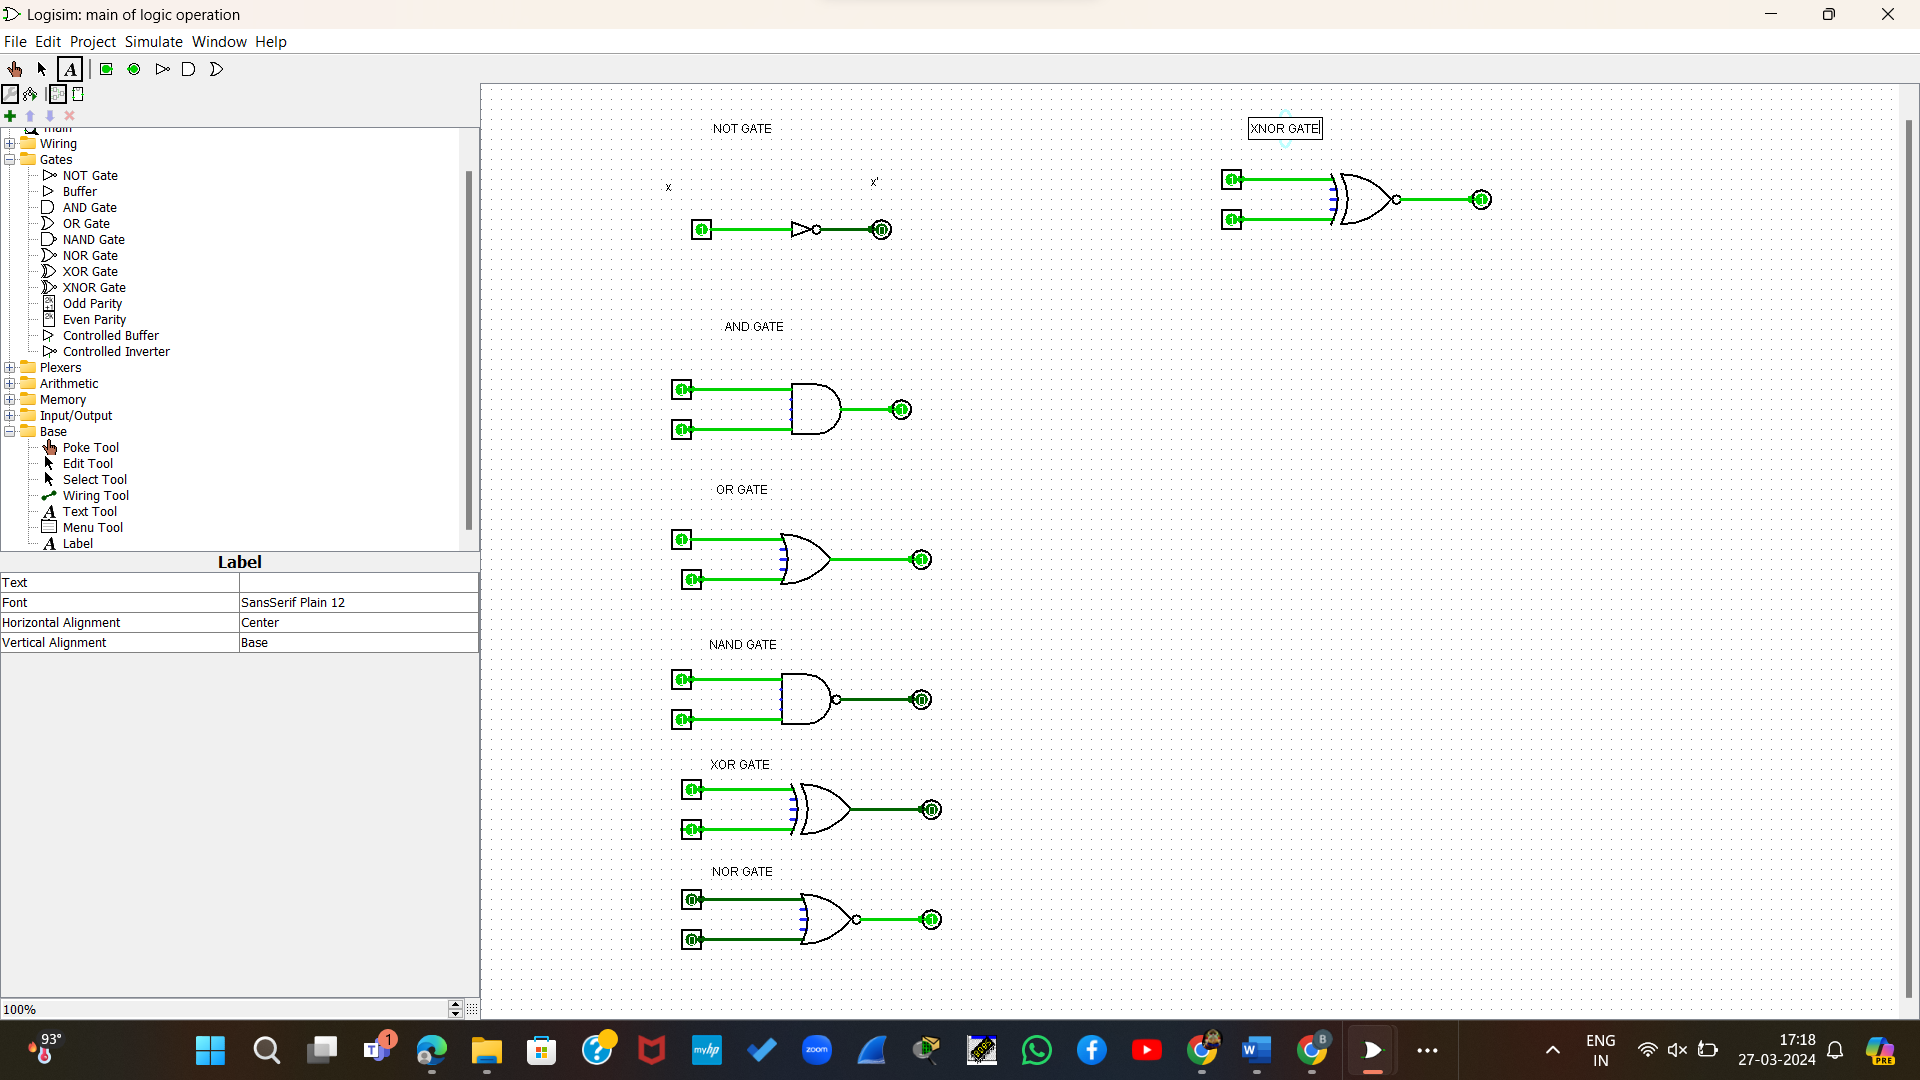 Logisim: main of logic operation
File Edit Project Simulate Window Help
A
main
Wiring
Gates
NOT Gate
Buffer
AND Gate
OR Gate
NAND Gate
NOR Gate
XOR Gate
XNOR Gate
Odd Parity
Even Parity
Controlled Buffer
Controlled Inverter
Plexers
Arithmetic
Memory
Input/Output
Base
Poke Tool
Edit Tool
Select Tool
Wiring Tool
A Text Tool
Menu Tool
A Label
Label
Text
Font SansSerif Plain 12
Horizontal Alignment Center
Vertical Alignment Base
100%
NOT GATE
x x'
1 0
AND GATE
1
1
1
OR GATE
1
1
1
NAND GATE
1
0
1
XOR GATE
1
0
1
NOR GATE
0
1
0
XNOR GATE
1
1
1
93°
1
myhp
zoom
B
ENG
IN
17:18
27-03-2024
PRE